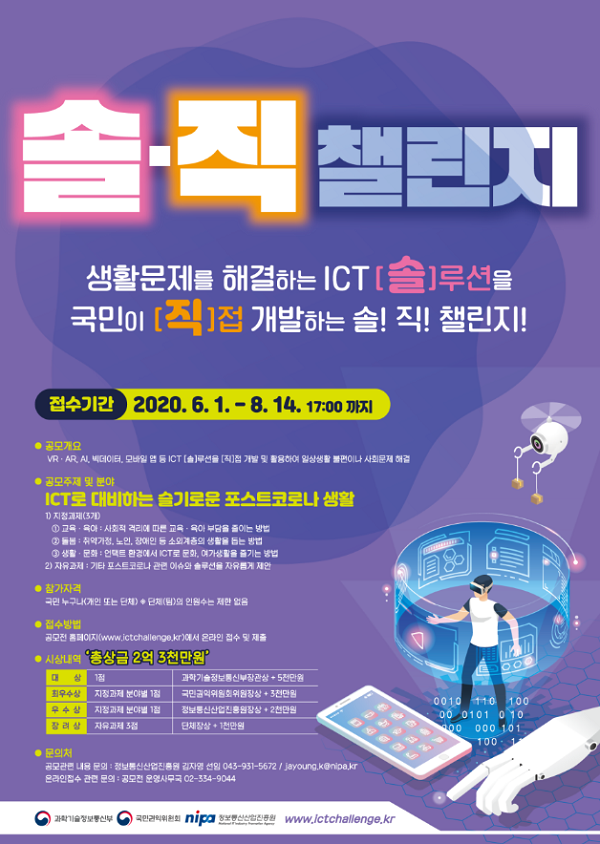 솔·직 챌린지
생활문제를 해결하는 ICT [솔]루션을
국민이 [직]접 개발하는 솔! 직! 챌린지!
접수기간 2020. 6. 1. - 8. 14. 17:00 까지
● 공모개요
VR · AR, AI, 빅데이터, 모바일 앱 등 ICT [솔]루션을 [직]접 개발 및 활용하여 일상생활 불편이나 사회문제 해결
● 공모주제 및 분야
ICT로 대비하는 슬기로운 포스트코로나 생활
1) 지정과제(3개)
① 교육 · 육아 : 사회적 격리에 따른 교육 · 육아 부담을 줄이는 방법
② 돌봄 : 취약가정, 노인, 장애인 등 소외계층의 생활을 돕는 방법
③ 생활 · 문화 : 언택트 환경에서 ICT로 문화, 여가생활을 즐기는 방법
2) 자유과제 : 기타 포스트코로나 관련 이슈와 솔루션을 자유롭게 제안
● 참가자격
국민 누구나(개인 또는 단체) ※ 단체(팀)의 인원수는 제한 없음
● 접수방법
공모전 홈페이지(www.ictchallenge.kr)에서 온라인 접수 및 제출
● 시상내역 '총상금 2억 3천만원'
대 상 1점 과학기술정보통신부장관상 + 5천만원
최우수상 지정과제 분야별 1점 국민권익위원회위원장상 + 3천만원
우 수 상 지정과제 분야별 1점 정보통신산업진흥원장상 + 2천만원
장 려 상 자유과제 3점 단체장상 + 1천만원
● 문의처
공모관련 내용 문의 : 정보통신산업진흥원 김자영 선임 043-931-5672 / jayoung.k@nipa.kr
온라인접수 관련 문의 : 공모전 운영사무국 02-334-9044
0010 110 100
00 0101 0 10
000 100 001
101 101
100 11
과학기술정보통신부 국민권익위원회 nipa 정보통신산업진흥원 National IT Industry Promotion Agency / www.ictchallenge.kr